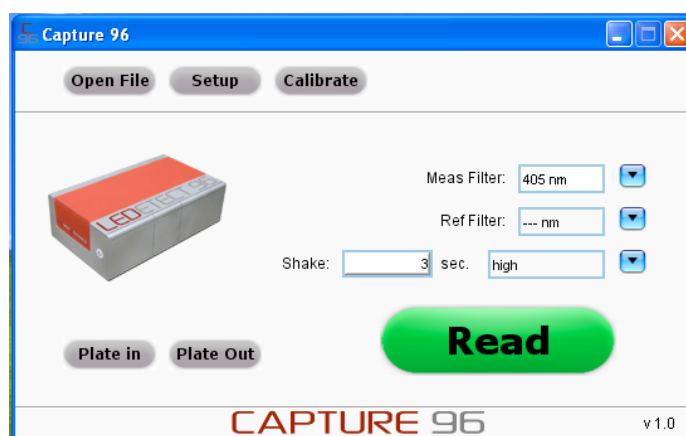 Capture 96
Open File Setup Calibrate
LEDETECT 96
Meas Filter: 405 nm
Ref Filter: --- nm
Shake: 3 sec. high
Plate in Plate Out Read
CAPTURE 96 v 1.0